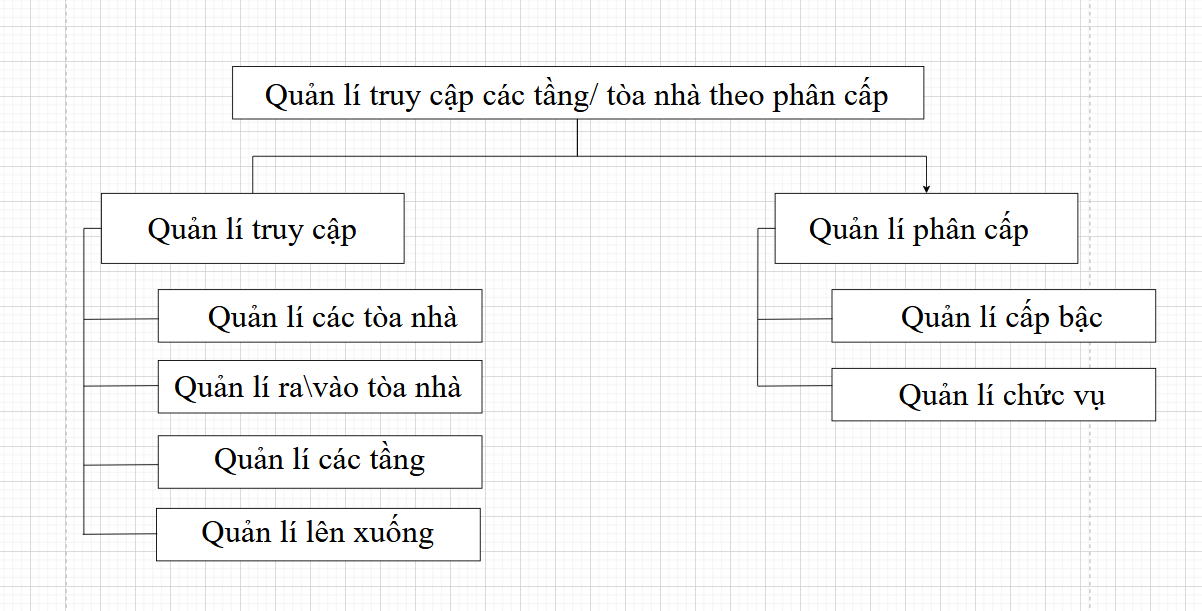 Quản lí truy cập các tầng/ tòa nhà theo phân cấp
Quản lí truy cập
Quản lí các tòa nhà
Quản lí ra\vào tòa nhà
Quản lí các tầng
Quản lí lên xuống
Quản lí phân cấp
Quản lí cấp bậc
Quản lí chức vụ